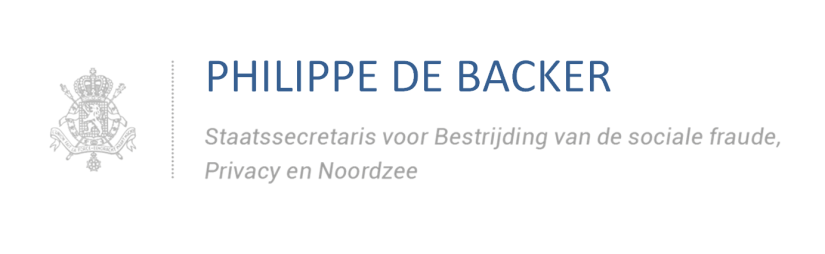 PHILIPPE DE BACKER
Staatssecretaris voor Bestrijding van de sociale fraude,
Privacy en Noordzee